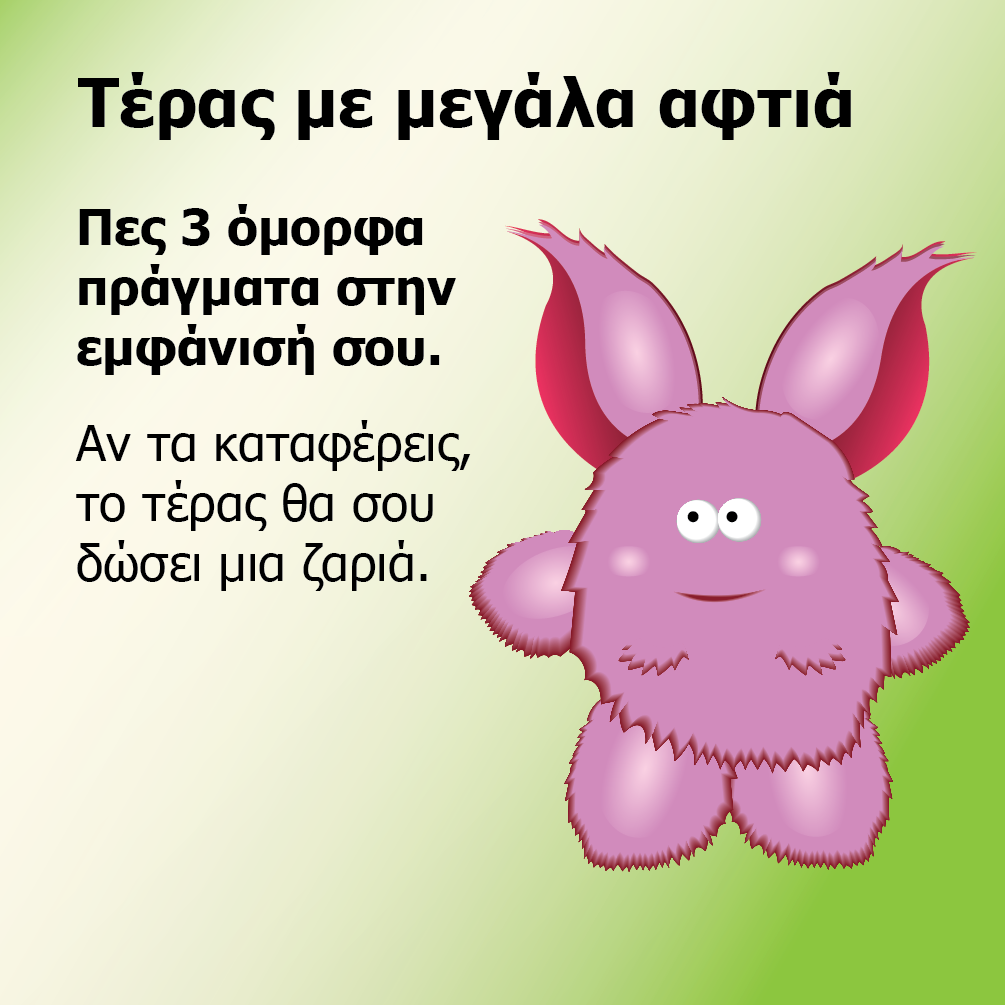 Τέρας με μεγάλα αφτιά
Πες 3 όμορφα
πράγματα στην
εμφάνισή σου.
Αν τα καταφέρεις,
το τέρας θα σου
δώσει μια ζαριά.